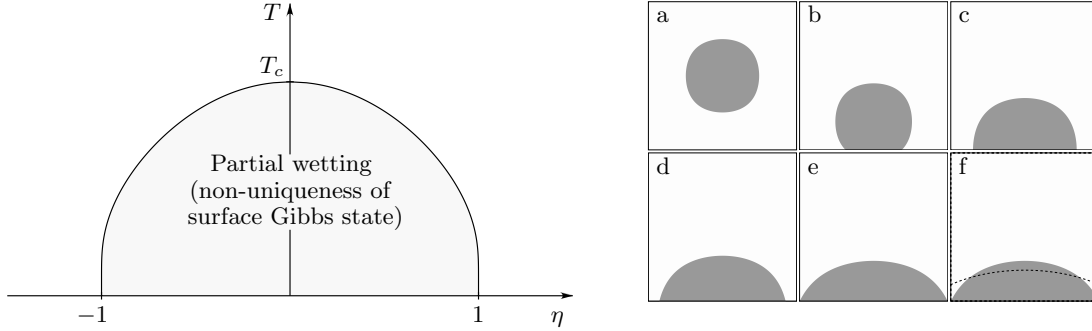 T
T_c
Partial wetting
(non-uniqueness of
surface Gibbs state)
−1
1
η
a
b
c
d
e
f